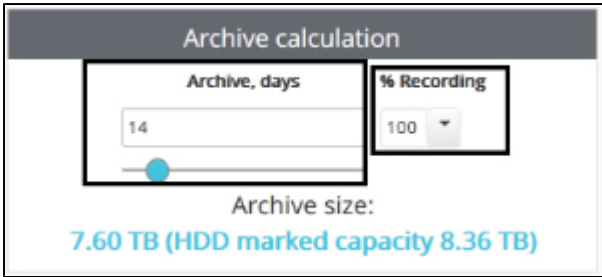 Archive calculation
Archive, days % Recording
14 100
Archive size:
7.60 TB (HDD marked capacity 8.36 TB)